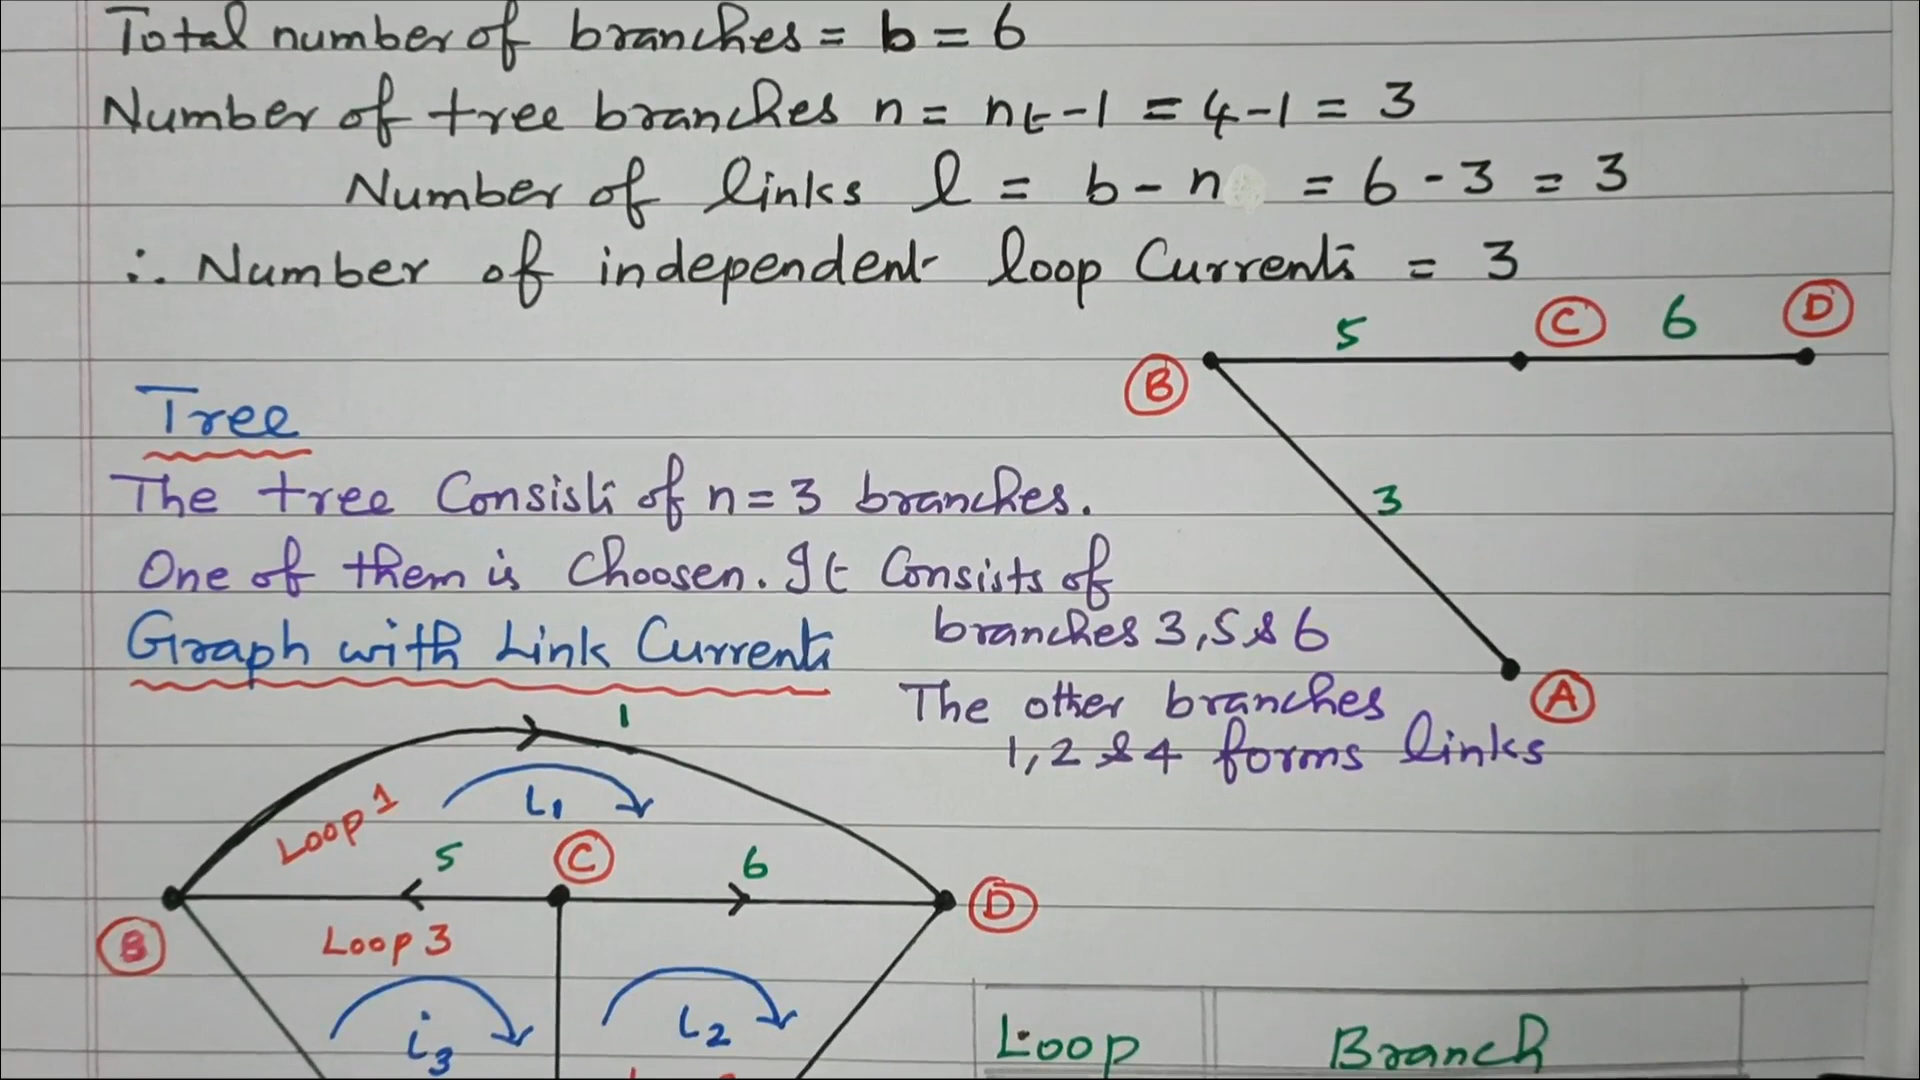 Total number of branches = b = 6
Number of tree branches n = nt - 1 = 4 - 1 = 3
Number of links l = b - n = 6 - 3 = 3
∴ Number of independent loop Currents = 3
5
C
6
D
B
Tree
3
The tree Consists of n = 3 branches.
One of them is Choosen. It Consists of
branches 3, 5 & 6
Graph with Link Currents
A
The other branches
1, 2 & 4 forms links
1
Loop 1
i1
5
C
6
D
B
Loop 3
i3
i2
Loop
Branch